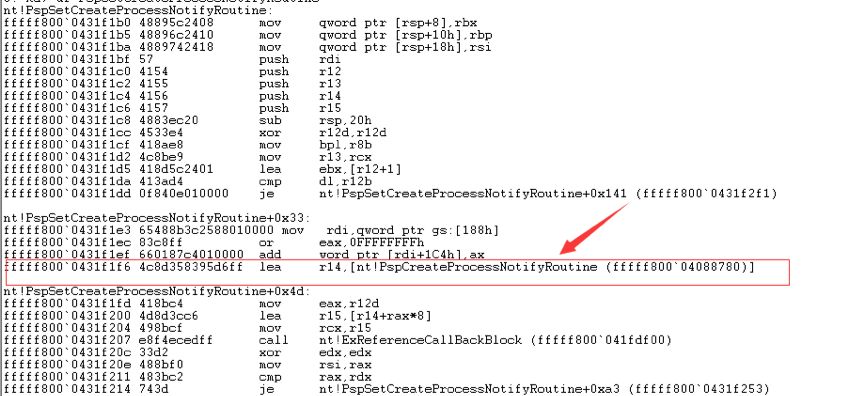 nt!PspSetCreateProcessNotifyRoutine:
fffff800`0431f1b0 48895c2408 mov qword ptr [rsp+8],rbx
fffff800`0431f1b5 48896c2410 mov qword ptr [rsp+10h],rbp
fffff800`0431f1ba 4889742418 mov qword ptr [rsp+18h],rsi
fffff800`0431f1bf 57 push rdi
fffff800`0431f1c0 4154 push r12
fffff800`0431f1c2 4155 push r13
fffff800`0431f1c4 4156 push r14
fffff800`0431f1c6 4157 push r15
fffff800`0431f1c8 4883ec20 sub rsp,20h
fffff800`0431f1cc 4533e4 xor r12d,r12d
fffff800`0431f1cf 418ae8 mov bpl,r8b
fffff800`0431f1d2 4c8be9 mov r13,rcx
fffff800`0431f1d5 418d5c2401 lea ebx,[r12+1]
fffff800`0431f1da 413ad4 cmp dl,r12b
fffff800`0431f1dd 0f840e010000 je nt!PspSetCreateProcessNotifyRoutine+0x141 (fffff800`0431f2f1)
nt!PspSetCreateProcessNotifyRoutine+0x33:
fffff800`0431f1e3 65488b3c2588010000 mov rdi,qword ptr gs:[188h]
fffff800`0431f1ec 83c8ff or eax,0FFFFFFFFh
fffff800`0431f1ef 660187c4010000 add word ptr [rdi+1C4h],ax
fffff800`0431f1f6 4c8d358395d6ff lea r14,[nt!PspCreateProcessNotifyRoutine (fffff800`04088780)]
nt!PspSetCreateProcessNotifyRoutine+0x4d:
fffff800`0431f1fd 418bc4 mov eax,r12d
fffff800`0431f200 4d8d3cc6 lea r15,[r14+rax*8]
fffff800`0431f204 498bcf mov rcx,r15
fffff800`0431f207 e8f4ecedff call nt!ExReferenceCallBackBlock (fffff800`041fdf00)
fffff800`0431f20c 33d2 xor edx,edx
fffff800`0431f20e 488bf0 mov rsi,rax
fffff800`0431f211 483bc2 cmp rax,rdx
fffff800`0431f214 743d je nt!PspSetCreateProcessNotifyRoutine+0xa3 (fffff800`0431f253)